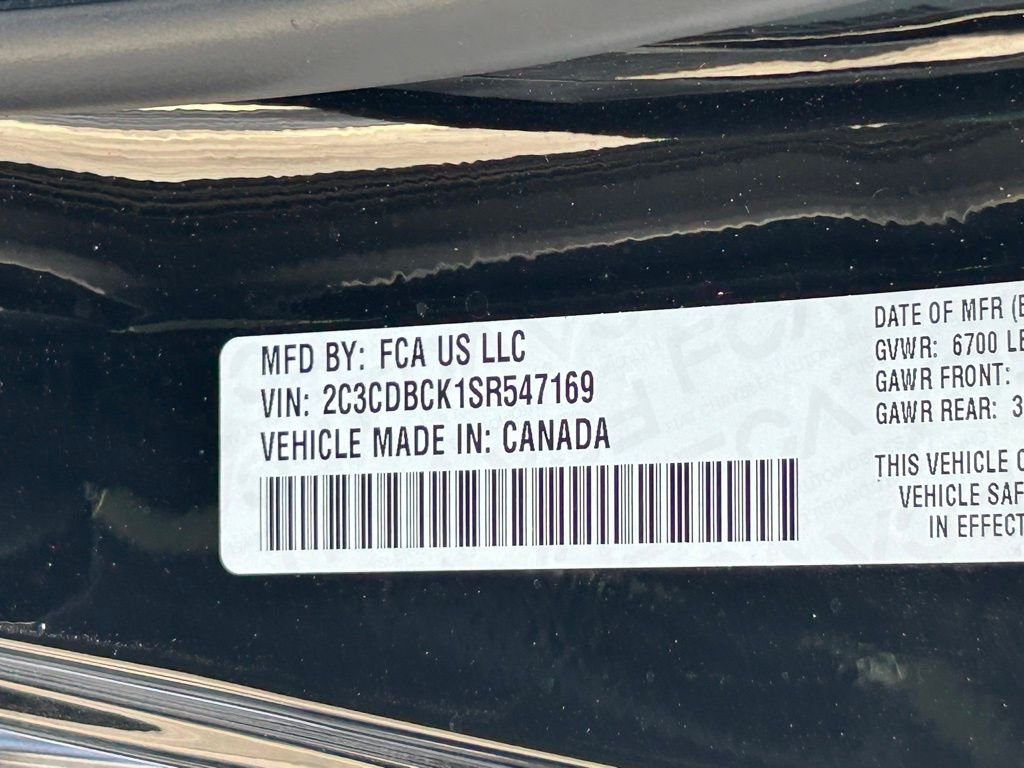 MFD BY: FCA US LLC
VIN: 2C3CDBCK1SR547169
VEHICLE MADE IN: CANADA
DATE OF MFR
GVWR: 6700
GAWR FRONT:
GAWR REAR: 3
THIS VEHICLE
VEHICLE
IN EFFECT